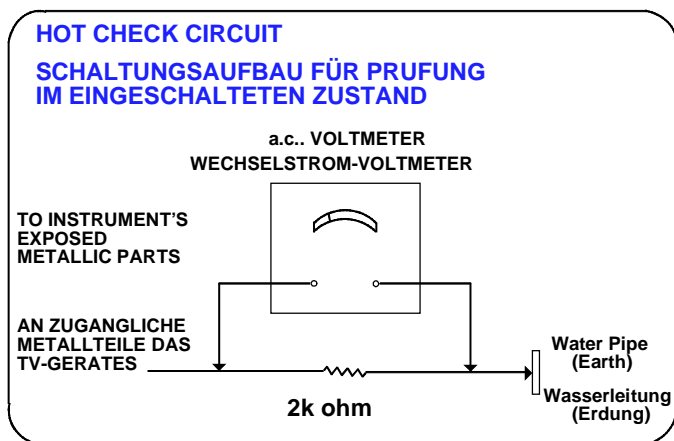 HOT CHECK CIRCUIT
SCHALTUNGSAUFBAU FÜR PRUFUNG
IM EINGESCHALTETEN ZUSTAND
a.c.. VOLTMETER
WECHSELSTROM-VOLTMETER
TO INSTRUMENT'S
EXPOSED
METALLIC PARTS
AN ZUGANGLICHE
METALLTEILE DAS
TV-GERATES
2k ohm
Water Pipe
(Earth)
Wasserleitung
(Erdung)